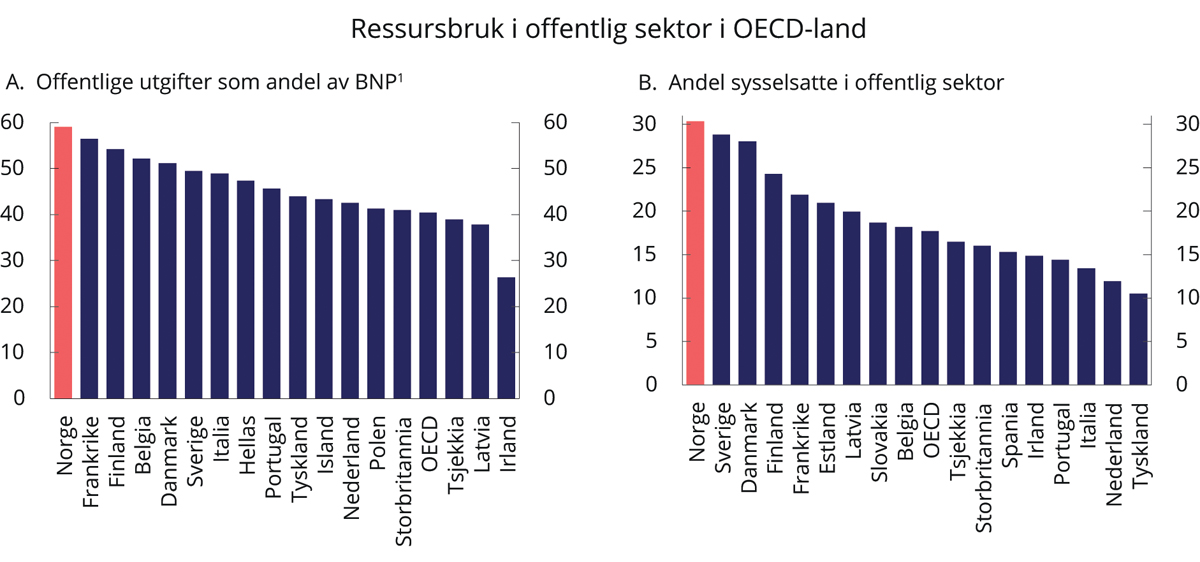 Ressursbruk i offentlig sektor i OECD-land
A. Offentlige utgifter som andel av BNP¹
60
50
40
30
20
10
0
60
50
40
30
20
10
0
Norge
Frankrike
Finland
Belgia
Danmark
Sverige
Italia
Hellas
Portugal
Tyskland
Island
Nederland
Polen
Storbritannia
OECD
Tsjekkia
Latvia
Irland
B. Andel sysselsatte i offentlig sektor
30
25
20
15
10
5
0
30
25
20
15
10
5
0
Norge
Sverige
Danmark
Finland
Frankrike
Estland
Latvia
Slovakia
Belgia
OECD
Tsjekkia
Storbritannia
Spania
Irland
Portugal
Italia
Nederland
Tyskland